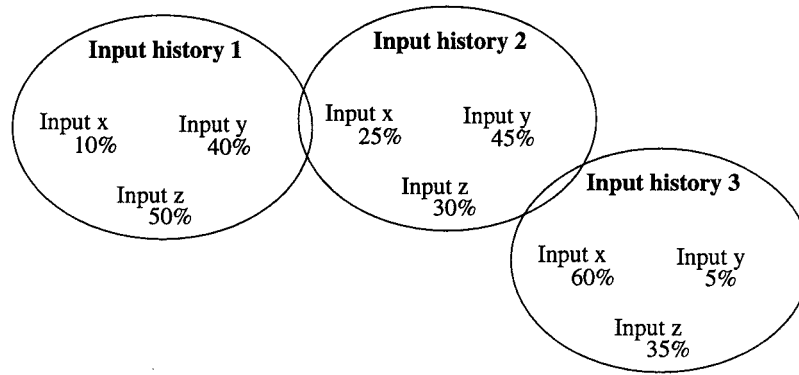 Input history 1
Input x
10%
Input y
40%
Input z
50%
Input history 2
Input x
25%
Input y
45%
Input z
30%
Input history 3
Input x
60%
Input y
5%
Input z
35%